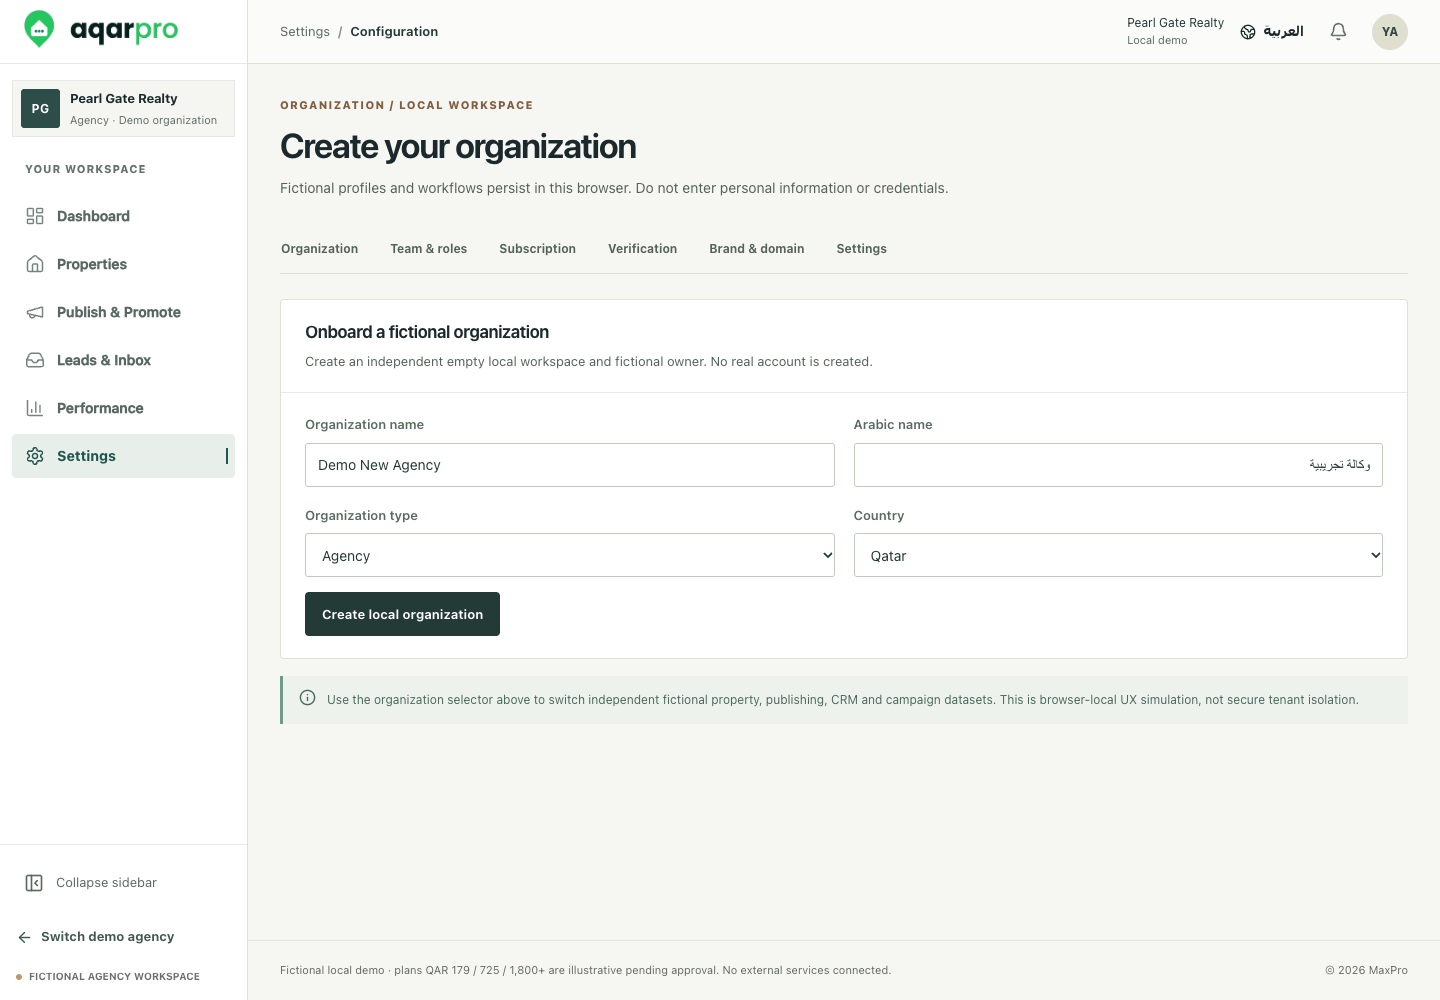 aqarpro
Settings / Configuration
Pearl Gate Realty
Local demo
العربية
YA
PG
Pearl Gate Realty
Agency · Demo organization
YOUR WORKSPACE
Dashboard
Properties
Publish & Promote
Leads & Inbox
Performance
Settings
Collapse sidebar
Switch demo agency
FICTIONAL AGENCY WORKSPACE
ORGANIZATION / LOCAL WORKSPACE
Create your organization
Fictional profiles and workflows persist in this browser. Do not enter personal information or credentials.
Organization Team & roles Subscription Verification Brand & domain Settings
Onboard a fictional organization
Create an independent empty local workspace and fictional owner. No real account is created.
Organization name
Demo New Agency
Arabic name
وكالة تجريبية
Organization type
Agency
Country
Qatar
Create local organization
Use the organization selector above to switch independent fictional property, publishing, CRM and campaign datasets. This is browser-local UX simulation, not secure tenant isolation.
Fictional local demo · plans QAR 179 / 725 / 1,800+ are illustrative pending approval. No external services connected.
© 2026 MaxPro